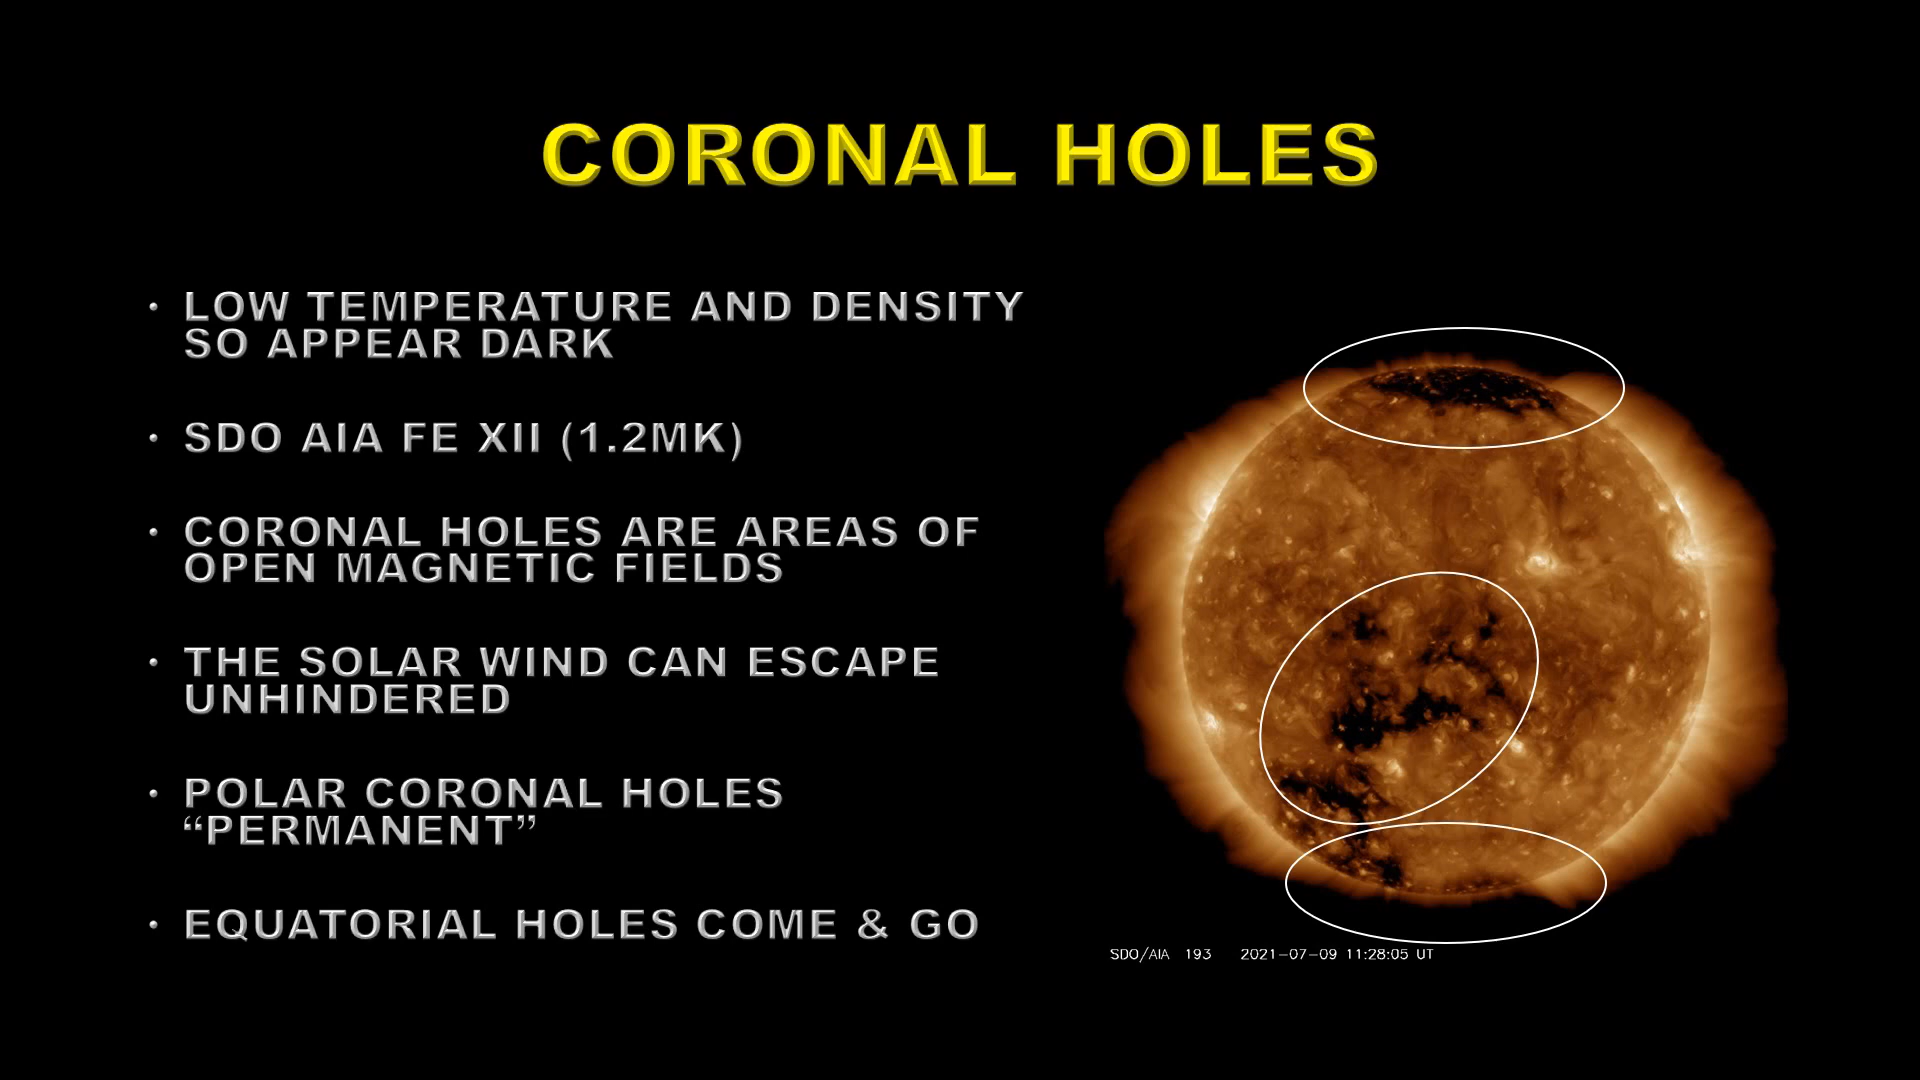 CORONAL HOLES
• LOW TEMPERATURE AND DENSITY
SO APPEAR DARK
• SDO AIA FE XII (1.2MK)
• CORONAL HOLES ARE AREAS OF
OPEN MAGNETIC FIELDS
• THE SOLAR WIND CAN ESCAPE
UNHINDERED
• POLAR CORONAL HOLES
“PERMANENT”
• EQUATORIAL HOLES COME & GO
SDO/AIA 193 2021-07-09 11:28:05 UT